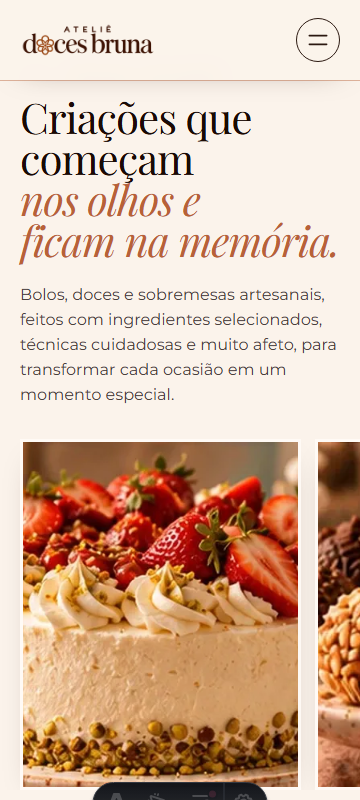 ATELIÊ
doces bruna
Criações que
começam
nos olhos e
ficam na memória.
Bolos, doces e sobremesas artesanais,
feitos com ingredientes selecionados,
técnicas cuidadosas e muito afeto, para
transformar cada ocasião em um
momento especial.